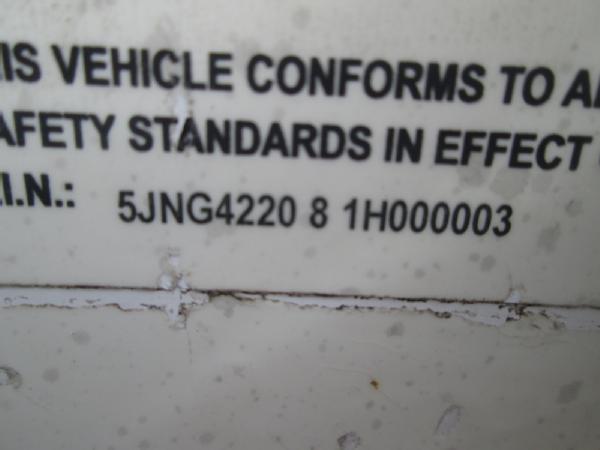 IS VEHICLE CONFORMS TO A
AFETY STANDARDS IN EFFECT
.I.N.: 5JNG4220 8 1H000003